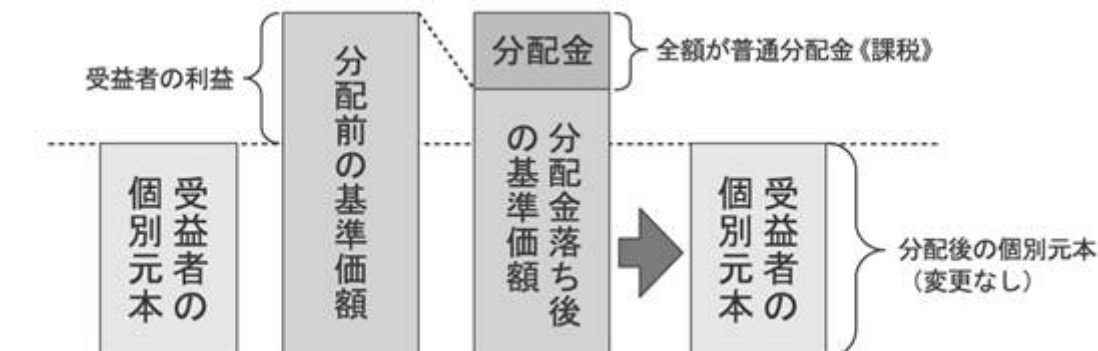 受益者の利益
受益者の
個別元本
分配前の基準価額
分配金
全額が普通分配金《課税》
分配金落ち後
の基準価額
受益者の
個別元本
分配後の個別元本
（変更なし）